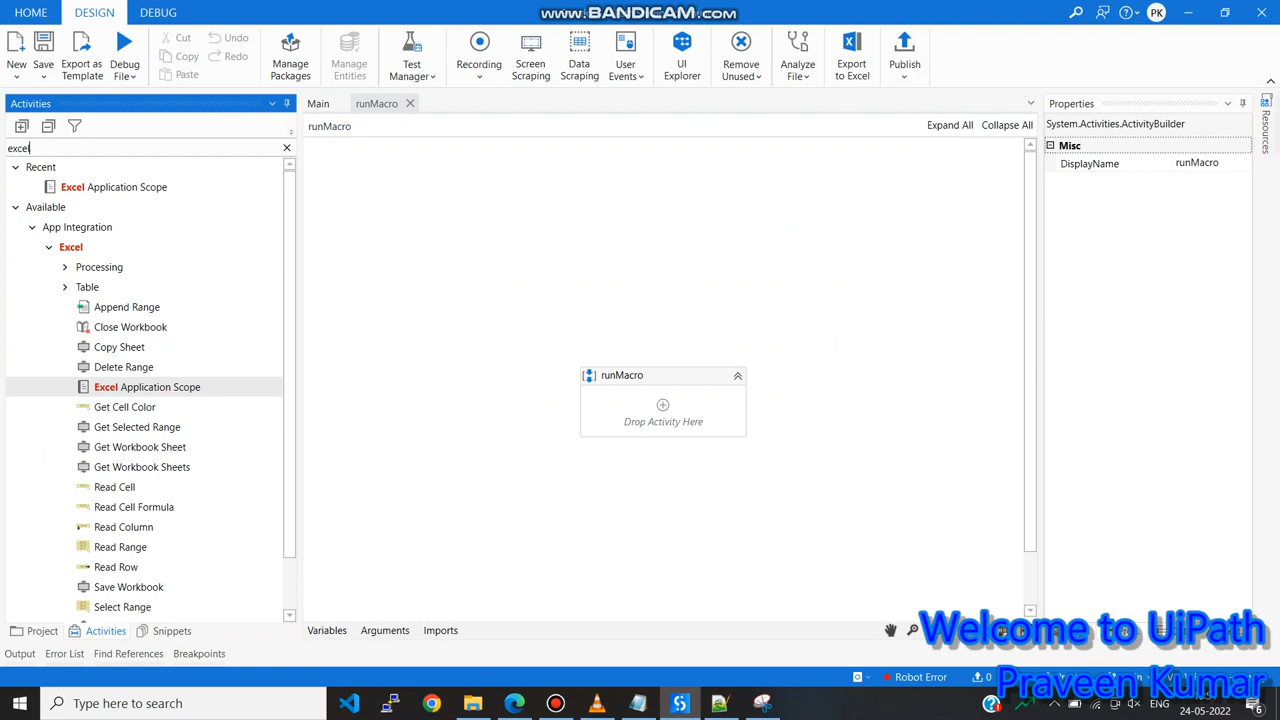 HOME
DESIGN
DEBUG
www.BANDICAM.com
PK
New
Save
Export as Template
Debug File
Cut
Copy
Paste
Undo
Redo
Manage Packages
Manage Entities
Test Manager
Recording
Screen Scraping
Data Scraping
User Events
UI Explorer
Remove Unused
Analyze File
Export to Excel
Publish
Activities
excel
Recent
Excel Application Scope
Available
App Integration
Excel
Processing
Table
Append Range
Close Workbook
Copy Sheet
Delete Range
Excel Application Scope
Get Cell Color
Get Selected Range
Get Workbook Sheet
Get Workbook Sheets
Read Cell
Read Cell Formula
Read Column
Read Range
Read Row
Save Workbook
Select Range
Project
Activities
Snippets
Main
runMacro
runMacro
Expand All
Collapse All
runMacro
Drop Activity Here
Variables
Arguments
Imports
Properties
System.Activities.ActivityBuilder
Misc
DisplayName
runMacro
Resources
Output
Error List
Find References
Breakpoints
Welcome to UiPath
Praveen Kumar
Robot Error
0
Type here to search
ENG
24-05-2022
6